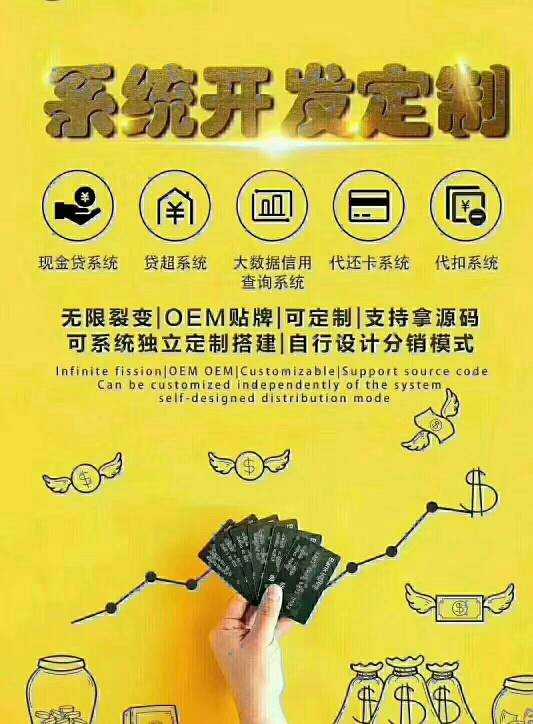 系统开发定制
现金贷系统 贷超系统 大数据信用 代还卡系统 代扣系统
查询系统
无限裂变|OEM贴牌|可定制|支持拿源码
可系统独立定制搭建|自行设计分销模式
Infinite fission|OEM OEM|Customizable|Support source code
Can be customized independently of the system
self-designed distribution mode